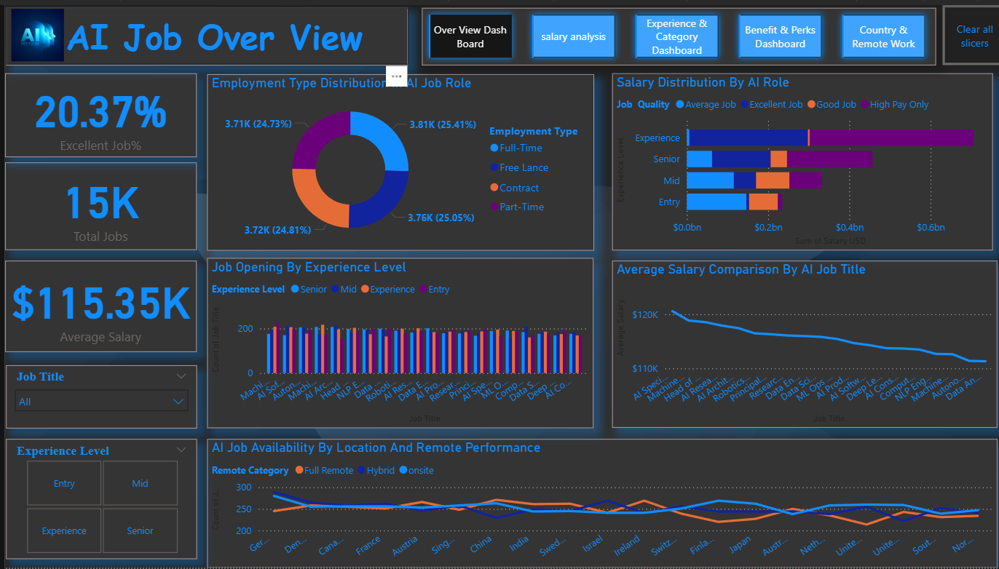 AI
AI Job Over View
Over View Dash
Board
salary analysis
Experience &
Category
Dashboard
Benefit & Perks
Dashboard
Country &
Remote Work
Clear all
slicers
20.37%
Excellent Job%
15K
Total Jobs
$115.35K
Average Salary
Job Title
All
Experience Level
Entry
Mid
Experience
Senior
Employment Type Distribution
AI Job Role
3.71K (24.73%)
3.81K (25.41%)
3.72K (24.81%)
3.76K (25.05%)
Employment Type
Full-Time
Free Lance
Contract
Part-Time
Salary Distribution By AI Role
Job Quality Average Job Excellent Job Good Job High Pay Only
Experience Level
Experience
Senior
Mid
Entry
$0.0bn $0.2bn $0.4bn $0.6bn
Sum of Salary USD
Job Opening By Experience Level
Experience Level Senior Mid Experience Entry
Count of Job Title
200
0
Machi... AI Sof... Auton... Machi... AI Arc... Head ... NLP E... Data ... Roboti... AI Res... Data E... AI Pro... Resear... Princi... AI Spe... ML O... Comp... Data S... Deep ... AI Co...
Job Title
Average Salary Comparison By AI Job Title
Average Salary
$120K
$110K
AI Speci... Machine... Head of ... AI Resea... AI Archit... Robotics... Principal... Researc... Data En... Data Sci... ML Ops... AI Prod... AI Softw... Deep Le... AI Cons... Comput... NLP Eng... Machine... Autono... Data An...
Job Title
AI Job Availability By Location And Remote Performance
Remote Category Full Remote Hybrid onsite
Count of J...
300
250
200
Ger... Den... Cana... France Austria Sing... China India Swed... Israel Ireland Switz... Finla... Japan Austr... Neth... Unite... Unite... Sout... Nor...